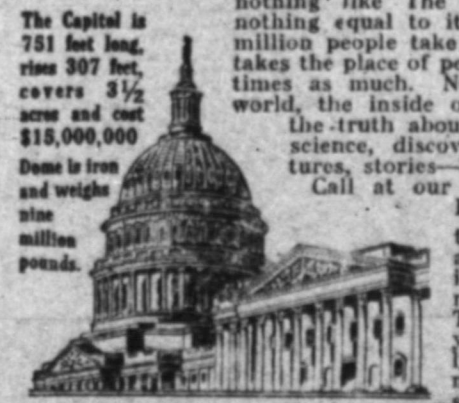 The Capitol is
751 feet long,
rises 307 feet,
covers 3½
acres and cost
$15,000,000
Dome is iron
and weighs
nine
million
pounds.
nothing like The
nothing equal to it
million people take
takes the place of pe
times as much. N
world, the inside o
the truth abou
science, discov
tures, stories—
Call at our